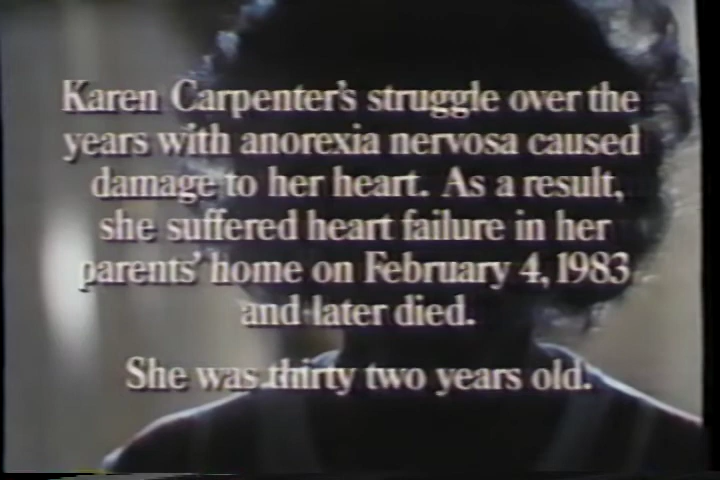 Karen Carpenter's struggle over the
years with anorexia nervosa caused
damage to her heart. As a result,
she suffered heart failure in her
parents' home on February 4, 1983
and later died.
She was thirty two years old.